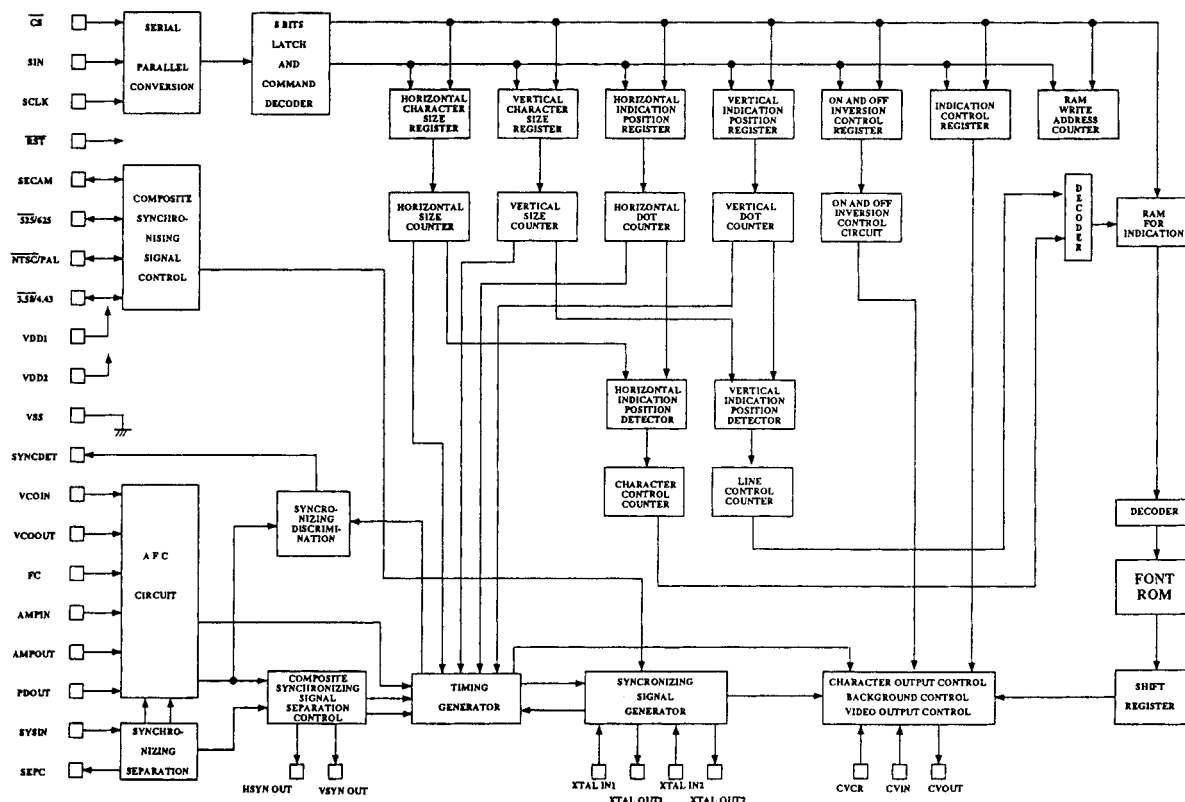 CS
SIN
SCLK
RST
SECAM
525/625
NTSC/PAL
3.58/4.43
VDD1
VDD2
VSS
SYNCDET
VCOIN
VCOOUT
FC
AMPIN
AMPOUT
PDOUT
SYSIN
SEPC
SERIAL
PARALLEL
CONVERSION
8 BITS
LATCH
AND
COMMAND
DECODER
HORIZONTAL
CHARACTER
SIZE
REGISTER
VERTICAL
CHARACTER
SIZE
REGISTER
HORIZONTAL
INDICATION
POSITION
REGISTER
VERTICAL
INDICATION
POSITION
REGISTER
ON AND OFF
INVERSION
CONTROL
REGISTER
INDICATION
CONTROL
REGISTER
RAM
WRITE
ADDRESS
COUNTER
COMPOSITE
SYNCHRO-
NISING
SIGNAL
CONTROL
HORIZONTAL
SIZE
COUNTER
VERTICAL
SIZE
COUNTER
HORIZONTAL
DOT
COUNTER
VERTICAL
DOT
COUNTER
ON AND OFF
INVERSION
CONTROL
CIRCUIT
DECODER
RAM
FOR
INDICATION
HORIZONTAL
INDICATION
POSITION
DETECTOR
VERTICAL
INDICATION
POSITION
DETECTOR
CHARACTER
CONTROL
COUNTER
LINE
CONTROL
COUNTER
A F C
CIRCUIT
SYNCRO-
NIZING
DISCRIMI-
NATION
DECODER
FONT
ROM
SYNCHRO-
NIZING
SEPARATION
COMPOSITE
SYNCHRONIZING
SIGNAL
SEPARATION
CONTROL
TIMING
GENERATOR
SYNCRONIZING
SIGNAL
GENERATOR
CHARACTER OUTPUT CONTROL
BACKGROUND CONTROL
VIDEO OUTPUT CONTROL
SHIFT
REGISTER
HSYN OUT
VSYN OUT
XTAL IN1
XTAL OUT1
XTAL IN2
XTAL OUT2
CVCR
CVIN
CVOUT